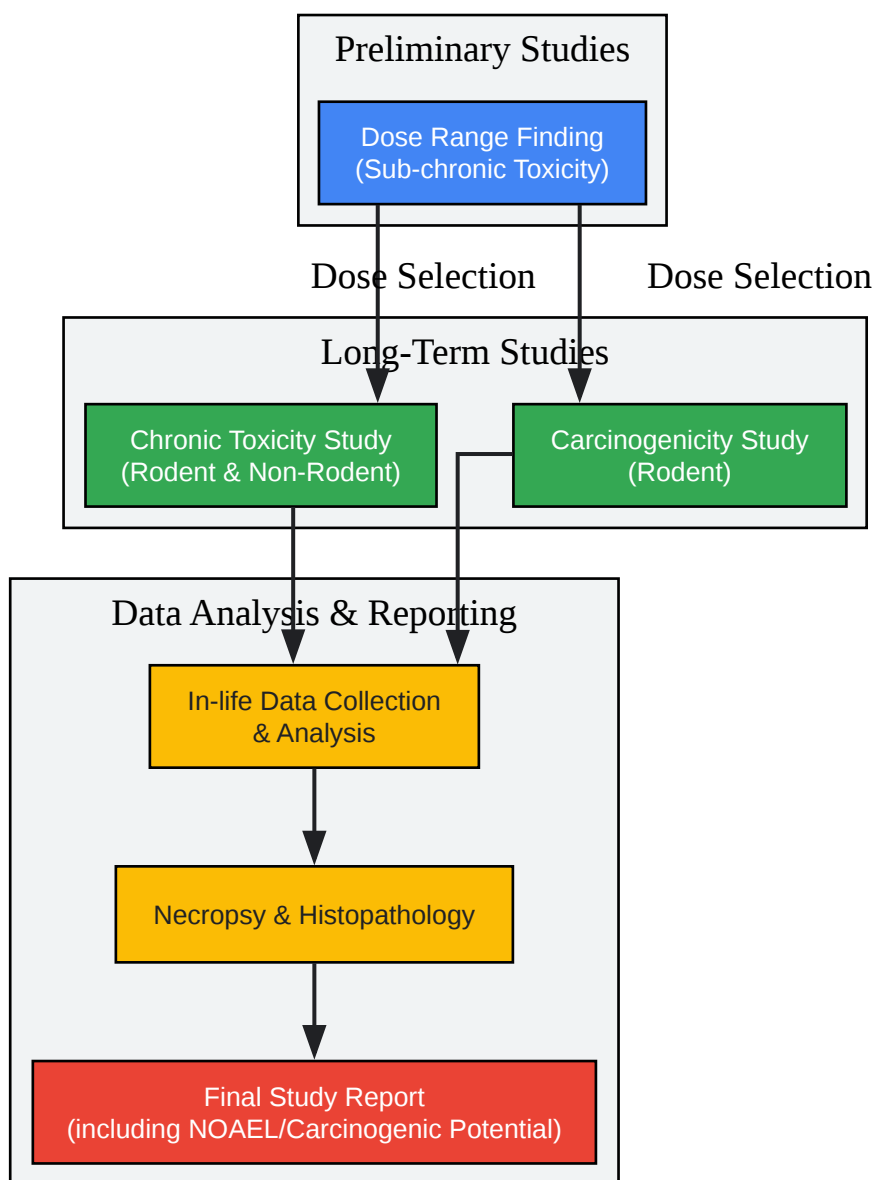 Preliminary Studies
Dose Range Finding
(Sub-chronic Toxicity)
Dose Selection
Dose Selection
Long-Term Studies
Chronic Toxicity Study
(Rodent & Non-Rodent)
Carcinogenicity Study
(Rodent)
Data Analysis & Reporting
In-life Data Collection
& Analysis
Necropsy & Histopathology
Final Study Report
(including NOAEL/Carcinogenic Potential)